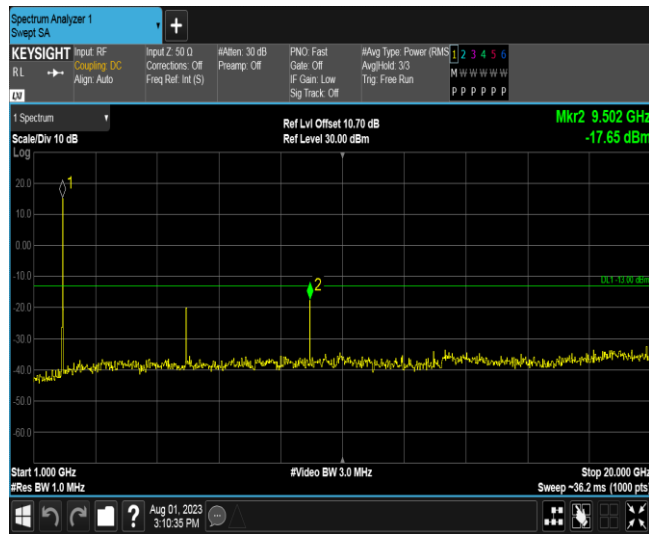 Spectrum Analyzer 1
Swept SA
+
KEYSIGHT
RL
LXI
Input: RF
Coupling: DC
Align: Auto
Input Z: 50 Ω
Corrections: Off
Freq Ref: Int (S)
#Atten: 30 dB
Preamp: Off
PNO: Fast
Gate: Off
IF Gain: Low
Sig Track: Off
#Avg Type: Power (RMS
Avg|Hold: 3/3
Trig: Free Run
1 2 3 4 5 6
M W W W W W
P P P P P P
1 Spectrum
Scale/Div 10 dB
Ref Lvl Offset 10.70 dB
Ref Level 30.00 dBm
Mkr2 9.502 GHz
-17.65 dBm
Log
20.0
10.0
0.00
-10.0
-20.0
-30.0
-40.0
-50.0
-60.0
1
2
DL1 -13.00 dBm
Start 1.000 GHz
#Res BW 1.0 MHz
#Video BW 3.0 MHz
Stop 20.000 GHz
Sweep ~36.2 ms (1000 pts)
?
Aug 01, 2023
3:10:35 PM